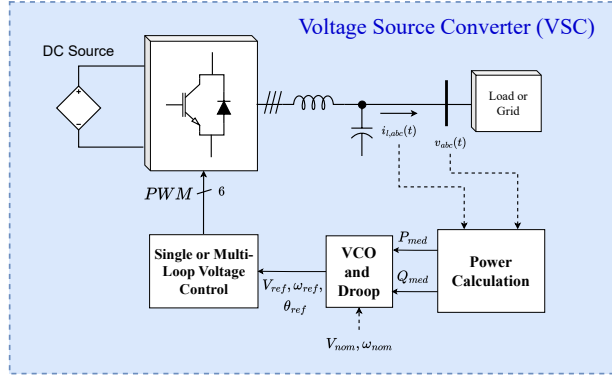 Voltage Source Converter (VSC)
DC Source
+
−
Load or
Grid
i_{l,abc}(t)
v_{abc}(t)
PWM
6
Single or Multi-
Loop Voltage
Control
V_{ref}, ω_{ref},
θ_{ref}
VCO
and
Droop
P_{med}
Q_{med}
Power
Calculation
V_{nom}, ω_{nom}